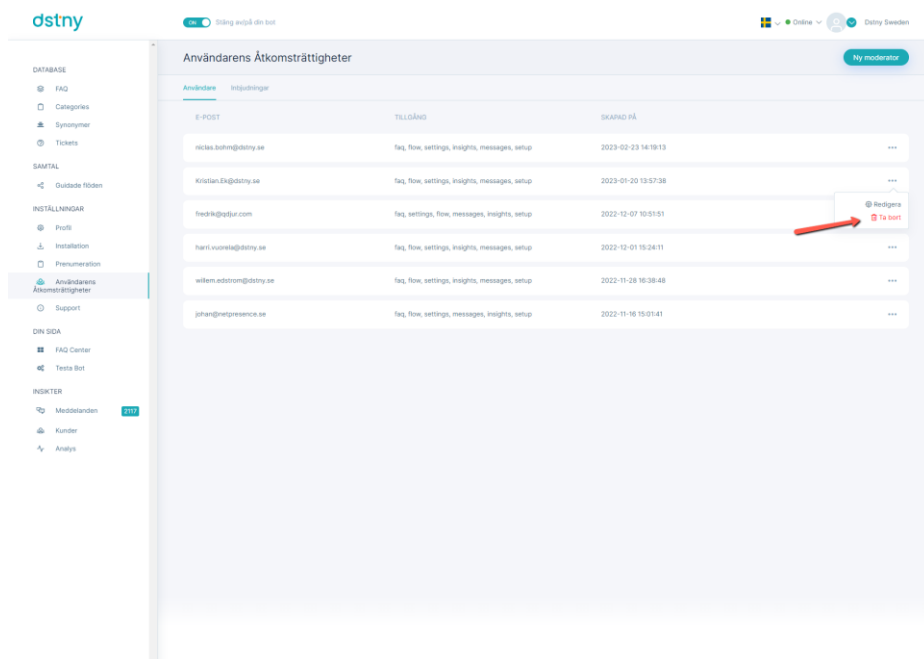 dstny
ON Stäng av/på din bot
Online
Dstny Sweden
DATABASE
FAQ
Categories
Synonymer
Tickets
SAMTAL
Guidade flöden
INSTÄLLNINGAR
Profil
Installation
Prenumeration
Användarens
Åtkomsträttigheter
Support
DIN SIDA
FAQ Center
Testa Bot
INSIKTER
Meddelanden 2117
Kunder
Analys
Användarens Åtkomsträttigheter
Ny moderator
Användare Inbjudningar
E-POST TILLGÅNG SKAPAD PÅ
niclas.bohm@dstny.se faq, flow, settings, insights, messages, setup 2023-02-23 14:19:13
Kristian.Ek@dstny.se faq, flow, settings, insights, messages, setup 2023-01-20 13:57:36
Redigera
fredrik@qdjur.com faq, settings, flow, messages, insights, setup 2022-12-07 10:51:51
Ta bort
harri.vuorela@dstny.se faq, flow, settings, insights, messages, setup 2022-12-01 15:24:11
willem.edstrom@dstny.se faq, flow, settings, insights, messages, setup 2022-11-28 16:38:48
johan@netpresence.se faq, flow, settings, messages, insights, setup 2022-11-16 15:01:41